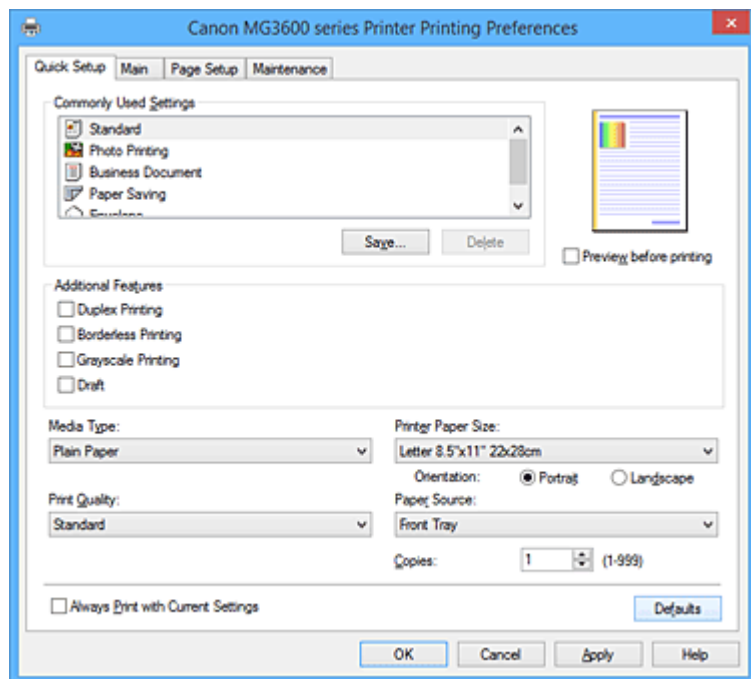 Canon MG3600 series Printer Printing Preferences
Quick Setup Main Page Setup Maintenance
Commonly Used Settings
Standard
Photo Printing
Business Document
Paper Saving
Envelope
Save... Delete
Preview before printing
Additional Features
Duplex Printing
Borderless Printing
Grayscale Printing
Draft
Media Type:
Plain Paper
Printer Paper Size:
Letter 8.5"x11" 22x28cm
Orientation: Portrait Landscape
Print Quality:
Standard
Paper Source:
Front Tray
Copies: 1 (1-999)
Always Print with Current Settings
Defaults
OK Cancel Apply Help